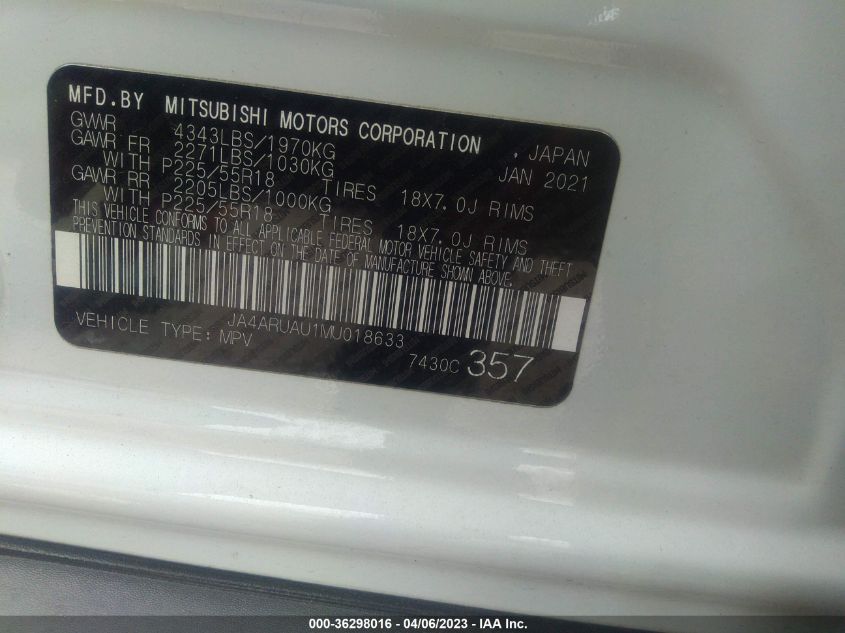 MFD.BY MITSUBISHI MOTORS CORPORATION
GVWR 4343LBS/1970KG , JAPAN
GAWR FR 2271LBS/1030KG JAN 2021
WITH P225/55R18 TIRES 18X7.0J RIMS
GAWR RR 2205LBS/1000KG
WITH P225/55R18 TIRES 18X7.0J RIMS
THIS VEHICLE CONFORMS TO ALL APPLICABLE FEDERAL MOTOR VEHICLE SAFETY AND THEFT
PREVENTION STANDARDS IN EFFECT ON THE DATE OF MANUFACTURE SHOWN ABOVE.
JA4ARUAU1MU018633
VEHICLE TYPE: MPV 7430C 357
000-36298016 - 04/06/2023 - IAA Inc.